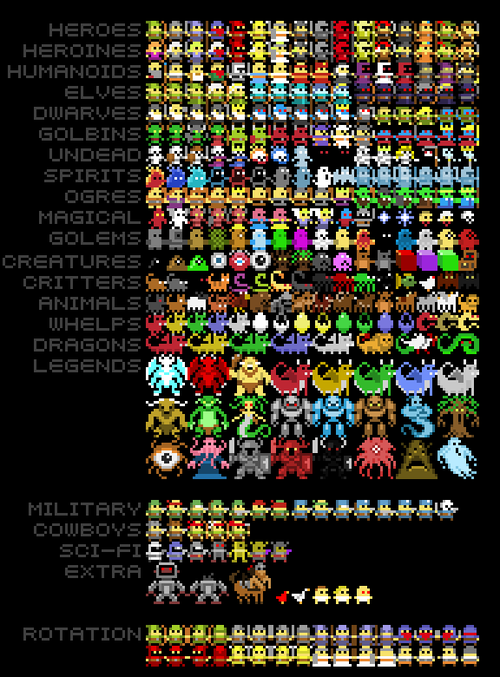 HEROES
HEROINES
HUMANOIDS
ELVES
DWARVES
GOLBINS
UNDEAD
SPIRITS
OGRES
MAGICAL
GOLEMS
CREATURES
CRITTERS
ANIMALS
WHELPS
DRAGONS
LEGENDS
MILITARY
COWBOYS
SCI-FI
EXTRA
ROTATION